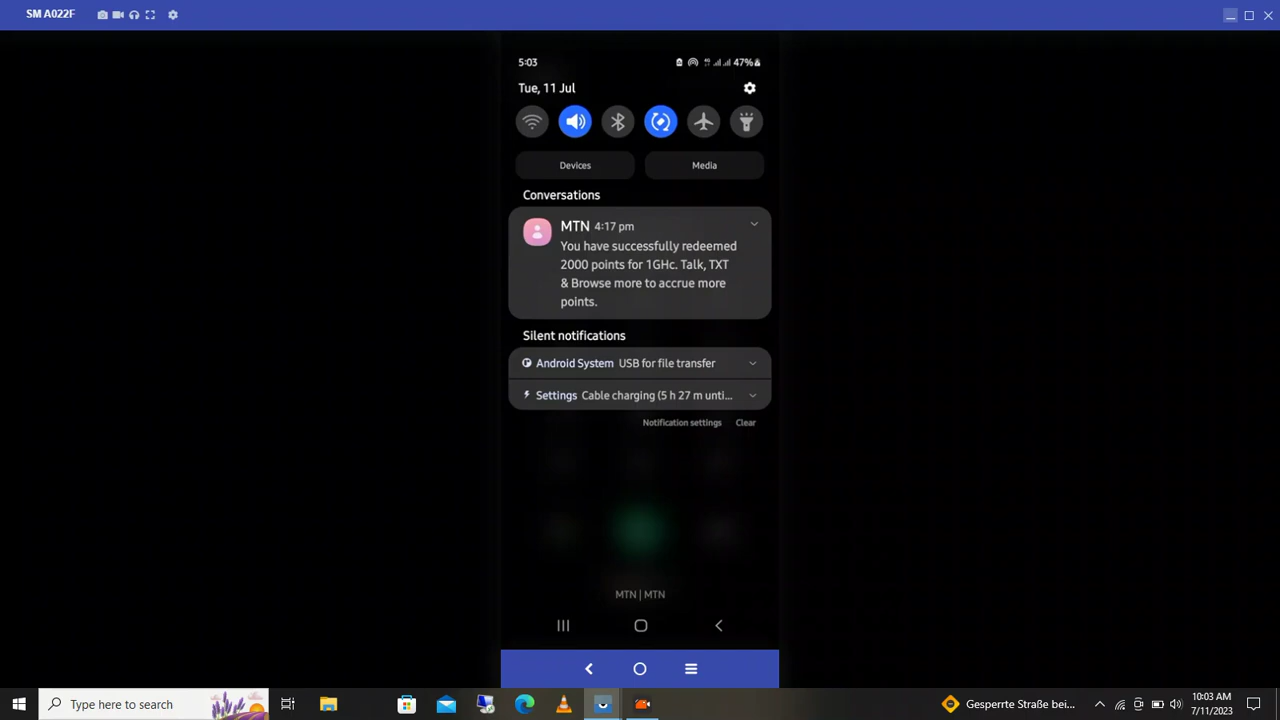 SM A022F
5:03
47%
Tue, 11 Jul
Devices
Media
Conversations
MTN 4:17 pm
You have successfully redeemed
2000 points for 1GHc. Talk, TXT
& Browse more to accrue more
points.
Silent notifications
Android System USB for file transfer
Settings Cable charging (5 h 27 m unti...
Notification settings Clear
MTN | MTN
Type here to search
Gesperrte Straße bei...
10:03 AM
7/11/2023